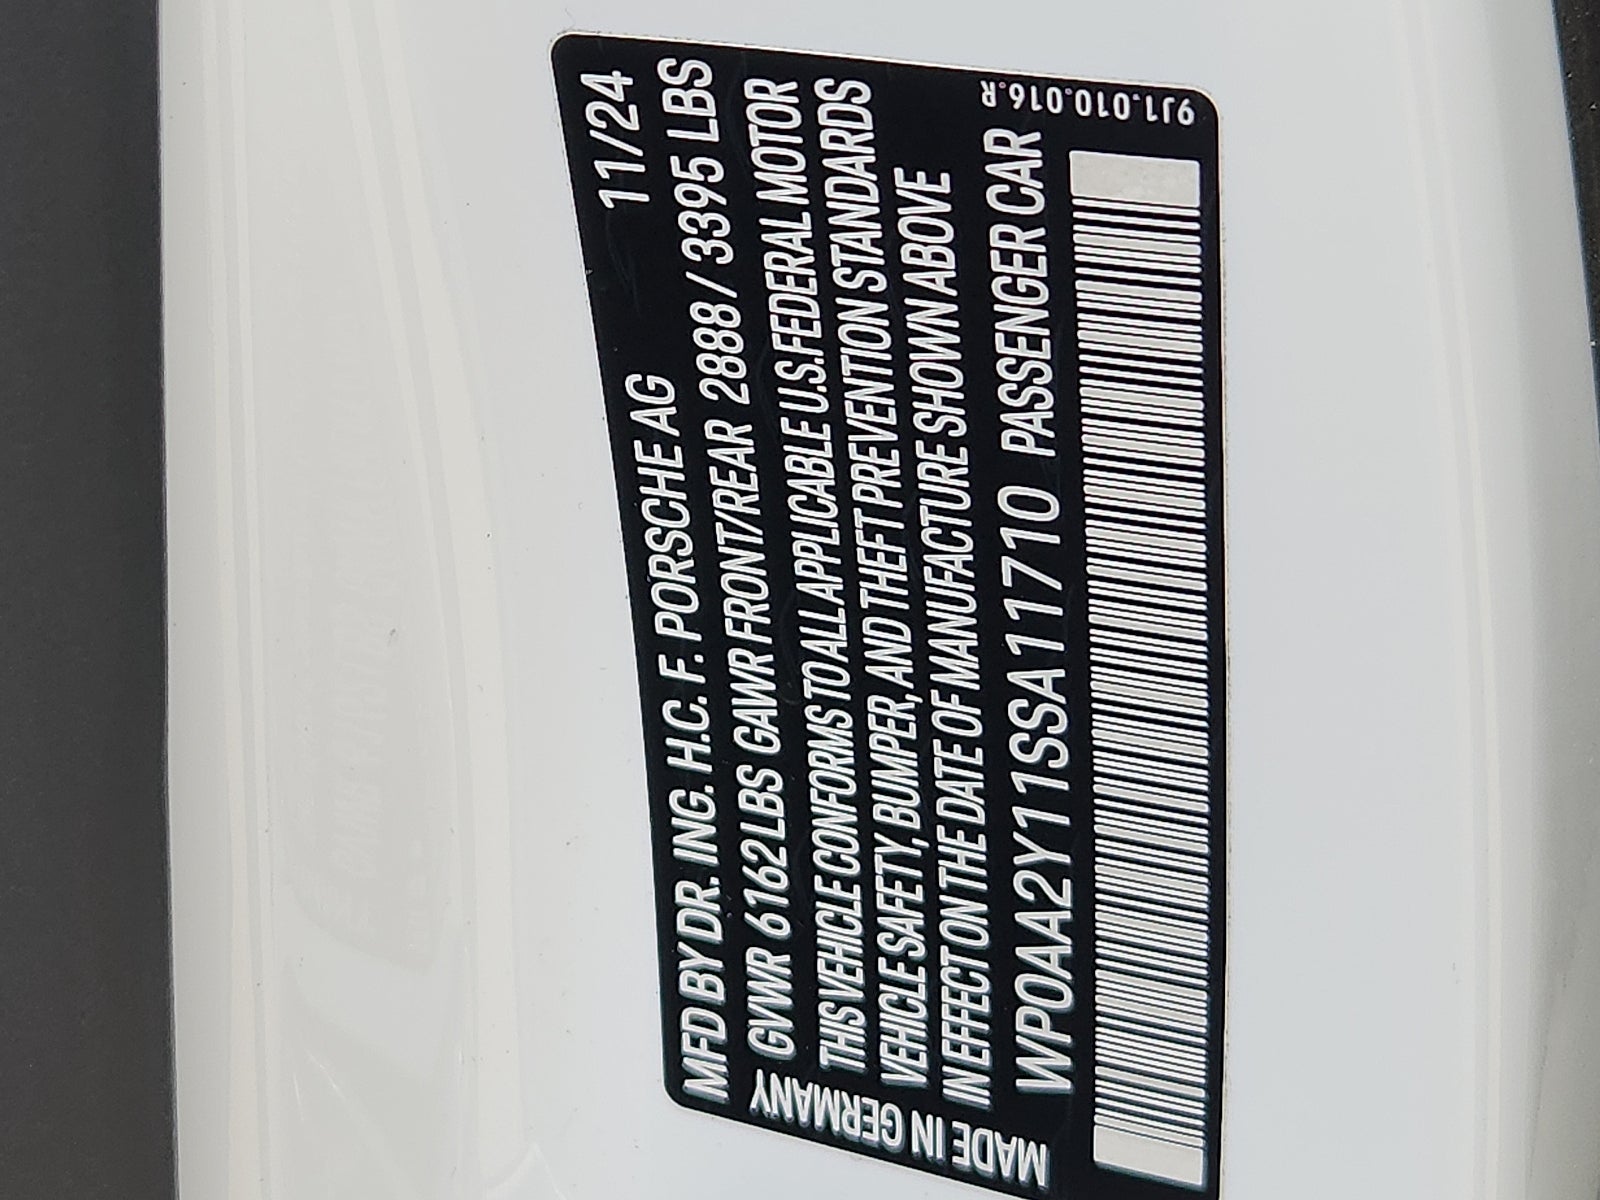 MFD BY DR. ING. H.C. F. PORSCHE AG 11/24
GVWR 6162 LBS GAWR FRONT/REAR 2888 / 3395 LBS
THIS VEHICLE CONFORMS TO ALL APPLICABLE U.S. FEDERAL MOTOR
VEHICLE SAFETY, BUMPER, AND THEFT PREVENTION STANDARDS
IN EFFECT ON THE DATE OF MANUFACTURE SHOWN ABOVE
WP0AA2Y11SSA11710 PASSENGER CAR
MADE IN GERMANY
9J1.010.016.R